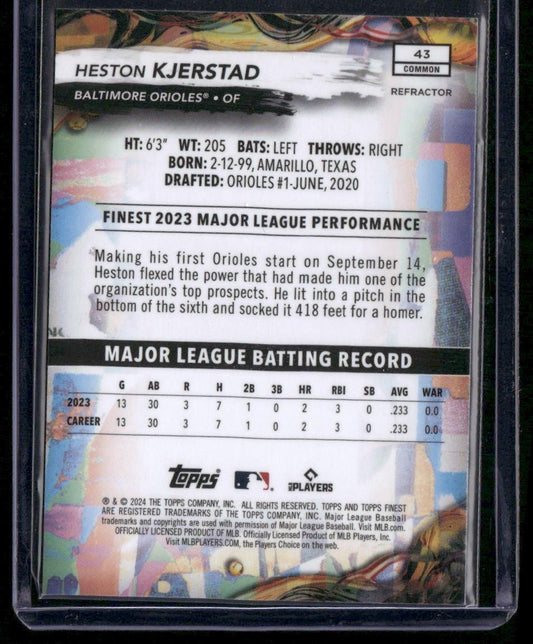 HESTON KJERSTAD
BALTIMORE ORIOLES® • OF
43
COMMON
REFRACTOR
HT: 6'3" WT: 205 BATS: LEFT THROWS: RIGHT
BORN: 2-12-99, AMARILLO, TEXAS
DRAFTED: ORIOLES #1-JUNE, 2020
FINEST 2023 MAJOR LEAGUE PERFORMANCE
Making his first Orioles start on September 14,
Heston flexed the power that had made him one of the
organization's top prospects. He lit into a pitch in the
bottom of the sixth and socked it 418 feet for a homer.
MAJOR LEAGUE BATTING RECORD
G AB R H 2B 3B HR RBI SB AVG WAR
2023 13 30 3 7 1 0 2 3 0 .233 0.0
CAREER 13 30 3 7 1 0 2 3 0 .233 0.0
Topps MLB PLAYERS
® & © 2024 THE TOPPS COMPANY, INC. ALL RIGHTS RESERVED. TOPPS AND TOPPS FINEST
ARE REGISTERED TRADEMARKS OF THE TOPPS COMPANY, INC. Major League Baseball
trademarks and copyrights are used with permission of Major League Baseball. Visit MLB.com.
OFFICIALLY LICENSED PRODUCT OF MLB. Officially Licensed Product of MLB Players, Inc.
Visit MLBPLAYERS.com, the Players Choice on the web.